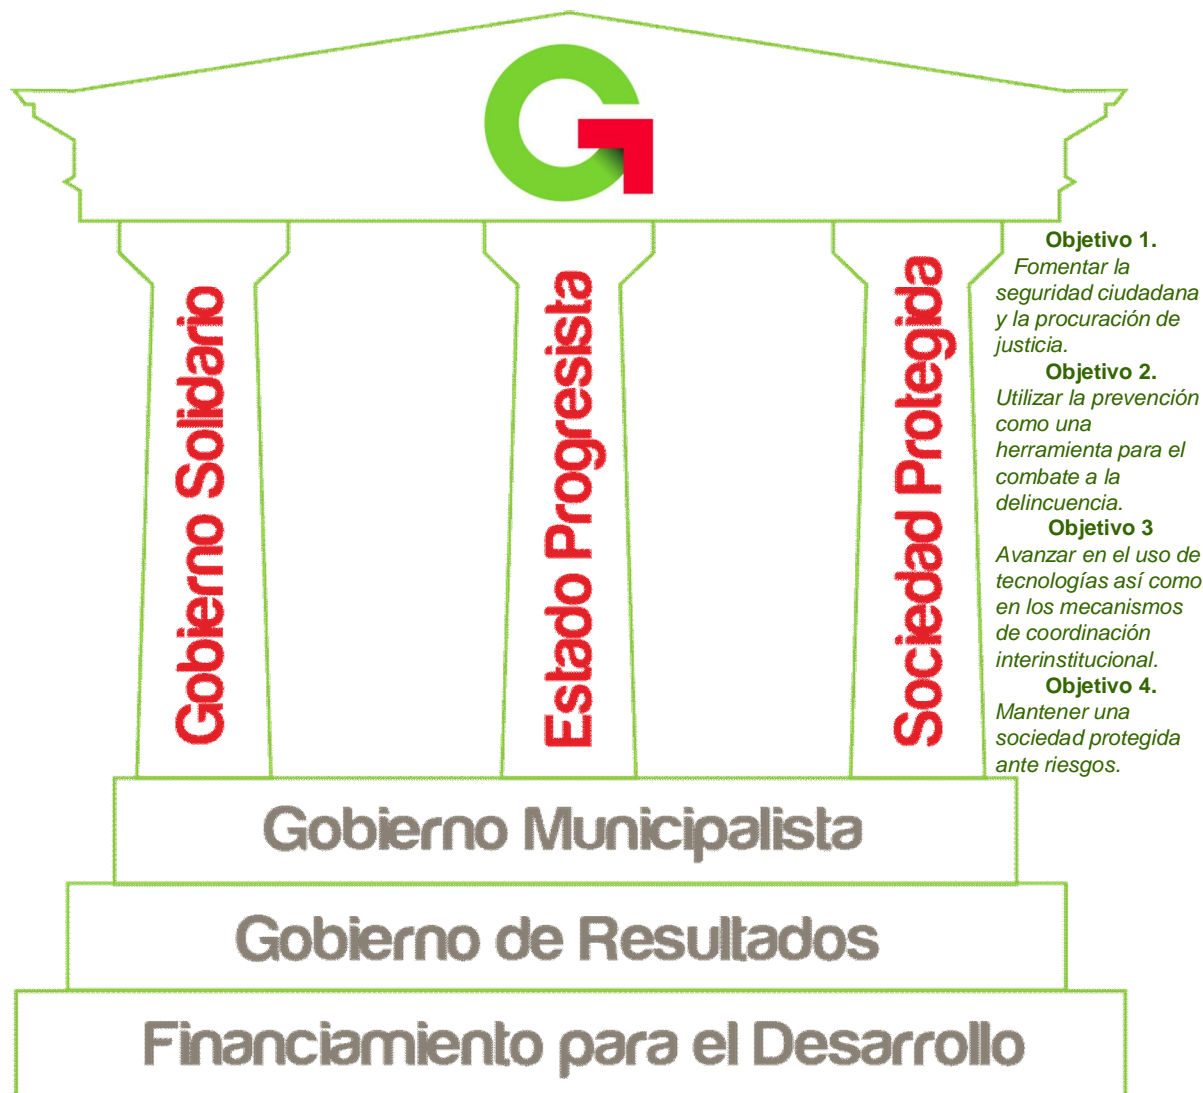 Gobierno Solidario
Estado Progresista
Sociedad Protegida
Objetivo 1.
Fomentar la
seguridad ciudadana
y la procuración de
justicia.
Objetivo 2.
Utilizar la prevención
como una
herramienta para el
combate a la
delincuencia.
Objetivo 3
Avanzar en el uso de
tecnologías así como
en los mecanismos
de coordinación
interinstitucional.
Objetivo 4.
Mantener una
sociedad protegida
ante riesgos.
Gobierno Municipalista
Gobierno de Resultados
Financiamiento para el Desarrollo